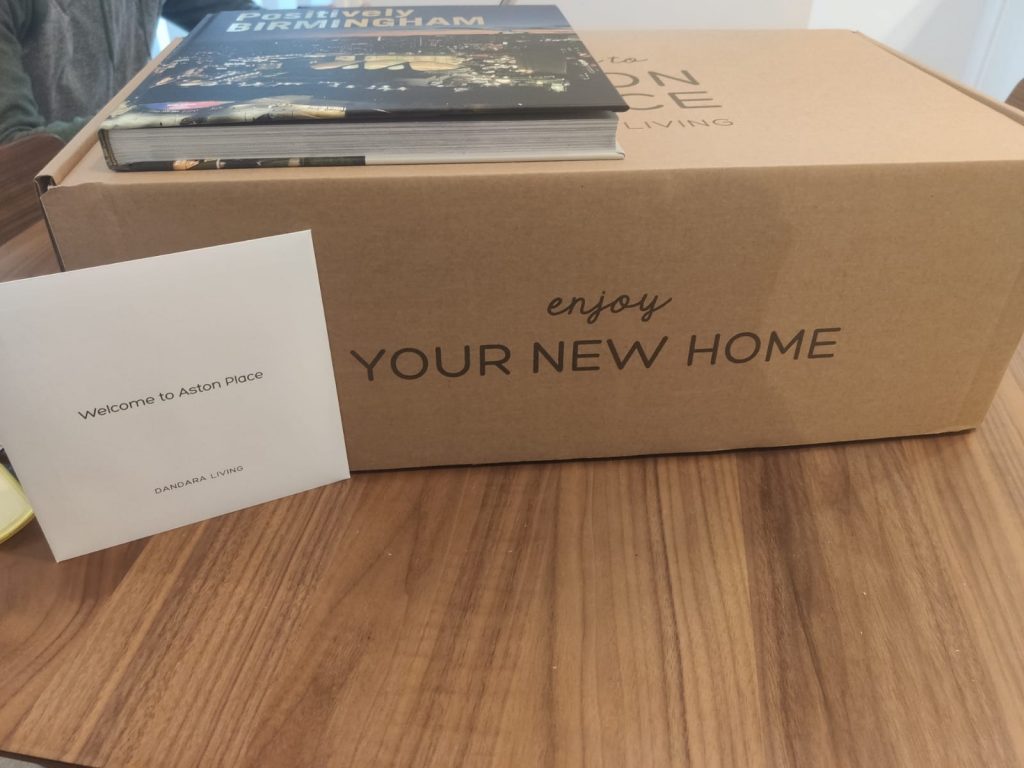 Positively
BIRMINGHAM
LIVING
enjoy
YOUR NEW HOME
Welcome to Aston Place
DANDARA LIVING